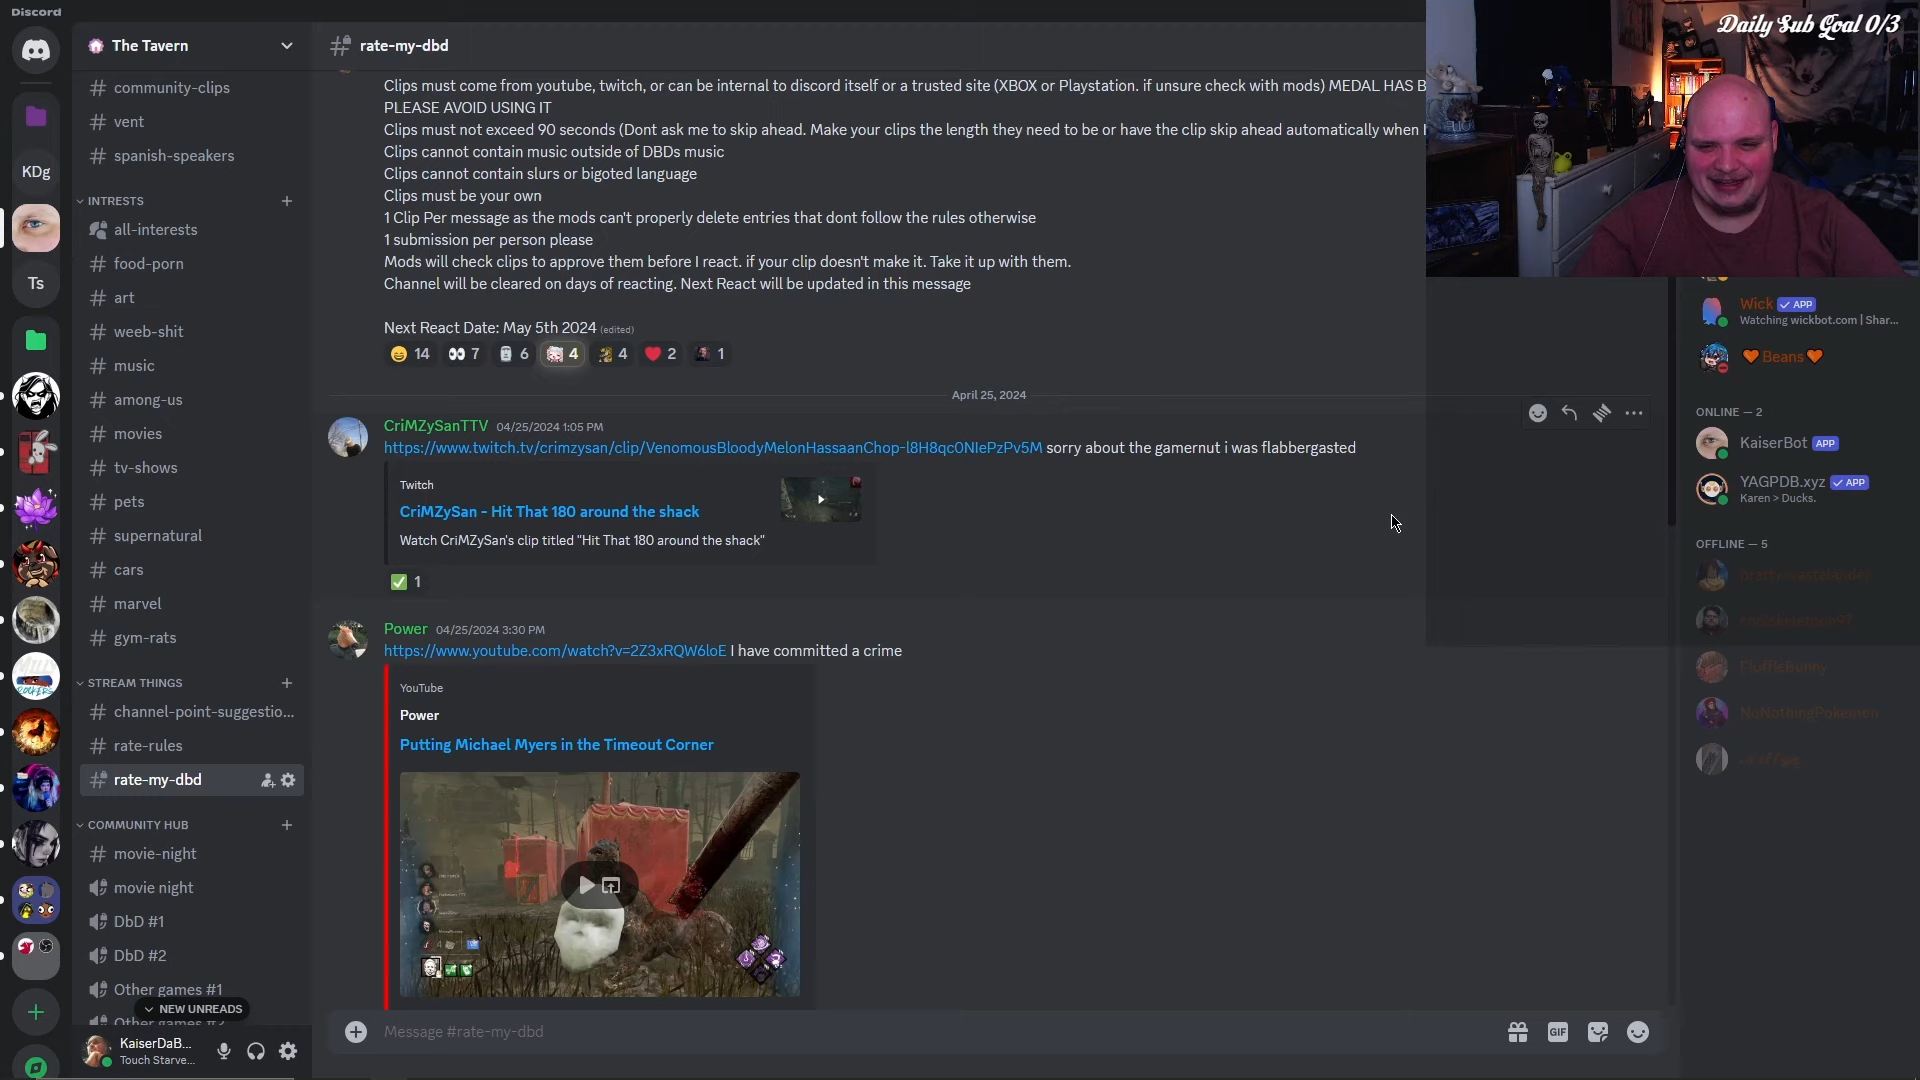 Discord
Daily Sub Goal 0/3
The Tavern
rate-my-dbd
community-clips
vent
spanish-speakers
INTRESTS
all-interests
food-porn
art
weeb-shit
music
among-us
movies
tv-shows
pets
supernatural
cars
marvel
gym-rats
STREAM THINGS
channel-point-suggestio...
rate-rules
rate-my-dbd
COMMUNITY HUB
movie-night
movie night
DbD #1
DbD #2
Other games #1
NEW UNREADS
KaiserDaB...
Touch Starve...
KDg
Ts
Clips must come from youtube, twitch, or can be internal to discord itself or a trusted site (XBOX or Playstation. if unsure check with mods) MEDAL HAS B
PLEASE AVOID USING IT
Clips must not exceed 90 seconds (Dont ask me to skip ahead. Make your clips the length they need to be or have the clip skip ahead automatically when
Clips cannot contain music outside of DBDs music
Clips cannot contain slurs or bigoted language
Clips must be your own
1 Clip Per message as the mods can't properly delete entries that dont follow the rules otherwise
1 submission per person please
Mods will check clips to approve them before I react. if your clip doesn't make it. Take it up with them.
Channel will be cleared on days of reacting. Next React will be updated in this message
Next React Date: May 5th 2024 (edited)
14 7 6 4 4 2 1
April 25, 2024
CriMZySanTTV 04/25/2024 1:05 PM
https://www.twitch.tv/crimzysan/clip/VenomousBloodyMelonHassaanChop-l8H8qc0NIePzPv5M sorry about the gamernut i was flabbergasted
Twitch
CriMZySan - Hit That 180 around the shack
Watch CriMZySan's clip titled "Hit That 180 around the shack"
1
Power 04/25/2024 3:30 PM
https://www.youtube.com/watch?v=2Z3xRQW6loE I have committed a crime
YouTube
Power
Putting Michael Myers in the Timeout Corner
Message #rate-my-dbd
GIF
Wick APP
Watching wickbot.com | Shar...
Beans
ONLINE — 2
KaiserBot APP
YAGPDB.xyz APP
Karen > Ducks.
OFFLINE — 5
FluffleBunny
NoNothingPokemon